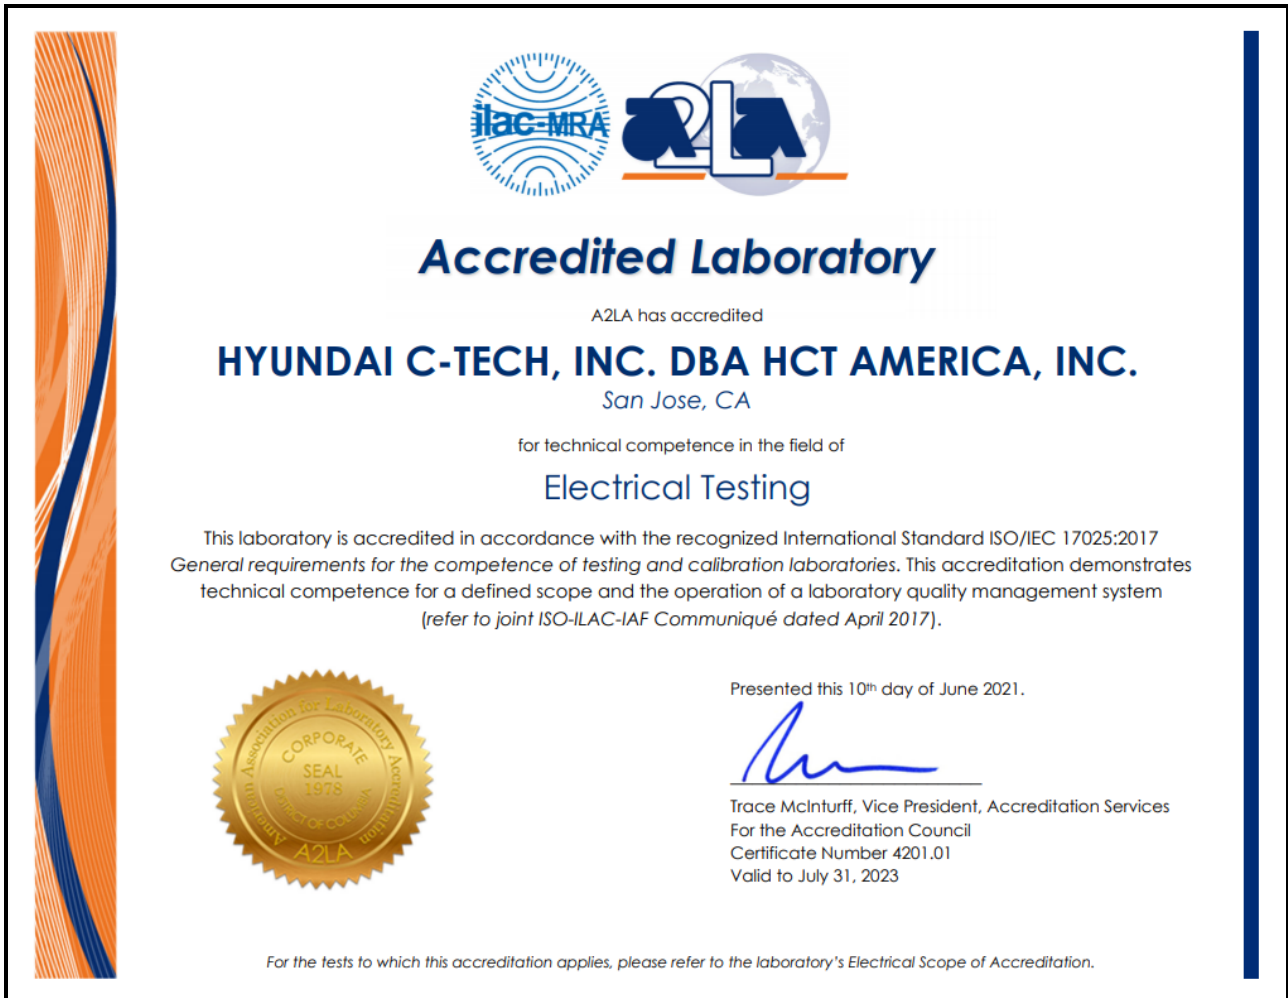 ilac-MRA
A2LA
Accredited Laboratory
A2LA has accredited
HYUNDAI C-TECH, INC. DBA HCT AMERICA, INC.
San Jose, CA
for technical competence in the field of
Electrical Testing
This laboratory is accredited in accordance with the recognized International Standard ISO/IEC 17025:2017
General requirements for the competence of testing and calibration laboratories. This accreditation demonstrates
technical competence for a defined scope and the operation of a laboratory quality management system
(refer to joint ISO-ILAC-IAF Communiqué dated April 2017).
American Association for Laboratory Accreditation
CORPORATE
SEAL
1978
DISTRICT OF COLUMBIA
A2LA
Presented this 10th day of June 2021.
Trace McInturff, Vice President, Accreditation Services
For the Accreditation Council
Certificate Number 4201.01
Valid to July 31, 2023
For the tests to which this accreditation applies, please refer to the laboratory's Electrical Scope of Accreditation.